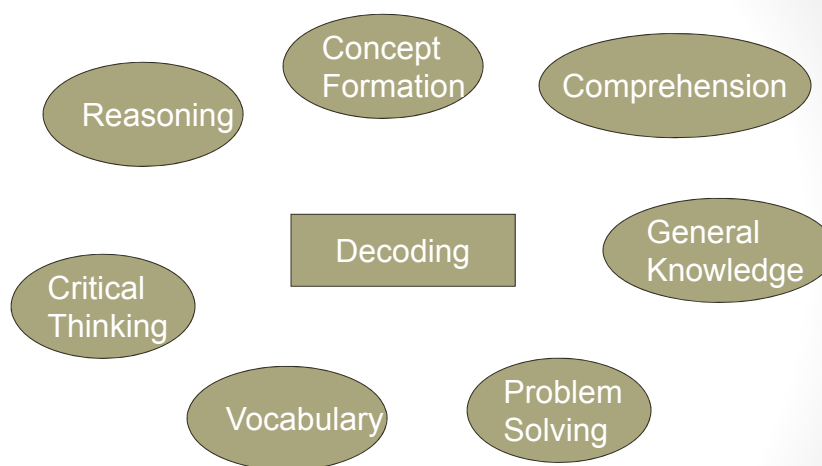 Concept
Formation
Comprehension
Reasoning
General
Knowledge
Decoding
Critical
Thinking
Problem
Solving
Vocabulary